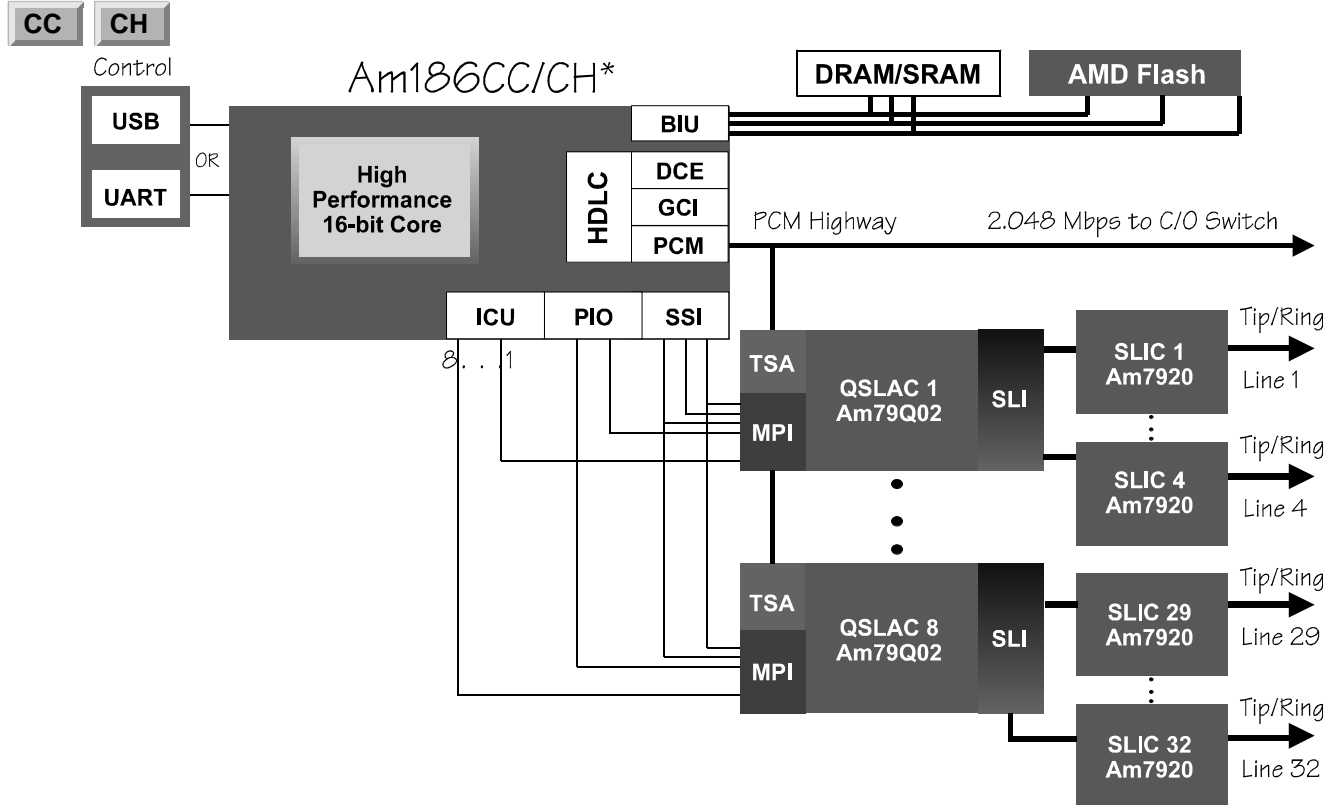 CC CH
Control
Am186CC/CH*
DRAM/SRAM
AMD Flash
USB
OR
UART
High
Performance
16-bit Core
BIU
HDLC
DCE
GCI
PCM
PCM Highway
2.048 Mbps to C/O Switch
ICU
PIO
SSI
8. . .1
TSA
MPI
QSLAC 1
Am79Q02
SLI
SLIC 1
Am7920
Tip/Ring
Line 1
SLIC 4
Am7920
Tip/Ring
Line 4
TSA
MPI
QSLAC 8
Am79Q02
SLI
SLIC 29
Am7920
Tip/Ring
Line 29
SLIC 32
Am7920
Tip/Ring
Line 32